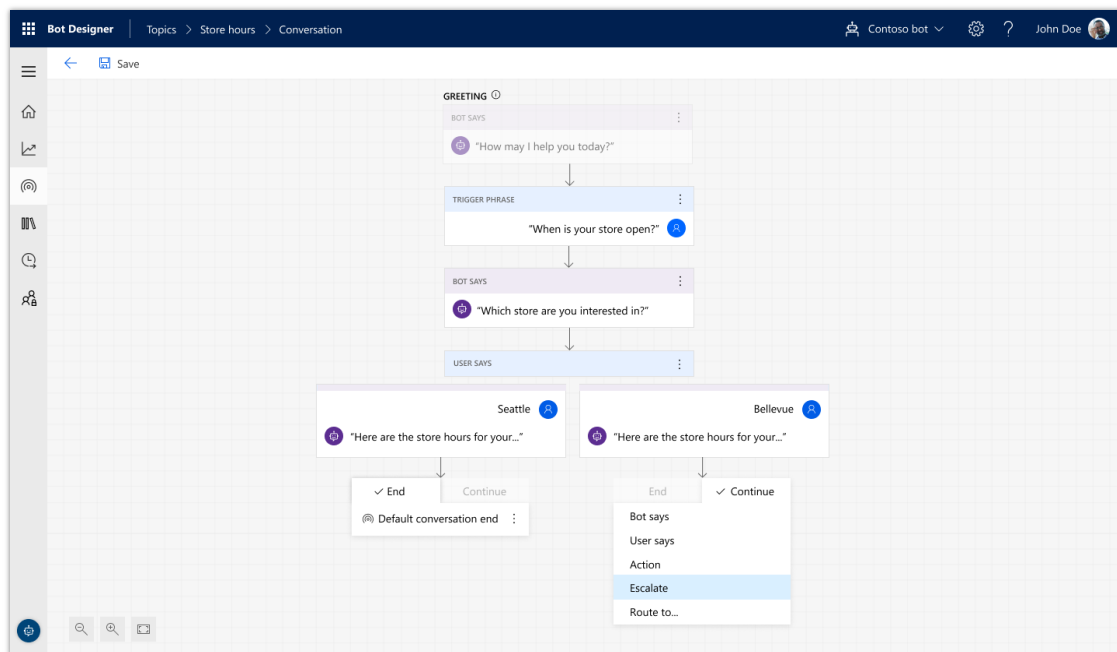 Bot Designer Topics > Store hours > Conversation Contoso bot ? John Doe
Save
GREETING
BOT SAYS
"How may I help you today?"
TRIGGER PHRASE
"When is your store open?"
BOT SAYS
"Which store are you interested in?"
USER SAYS
Seattle
"Here are the store hours for your..."
Bellevue
"Here are the store hours for your..."
End Continue
Default conversation end
End Continue
Bot says
User says
Action
Escalate
Route to...